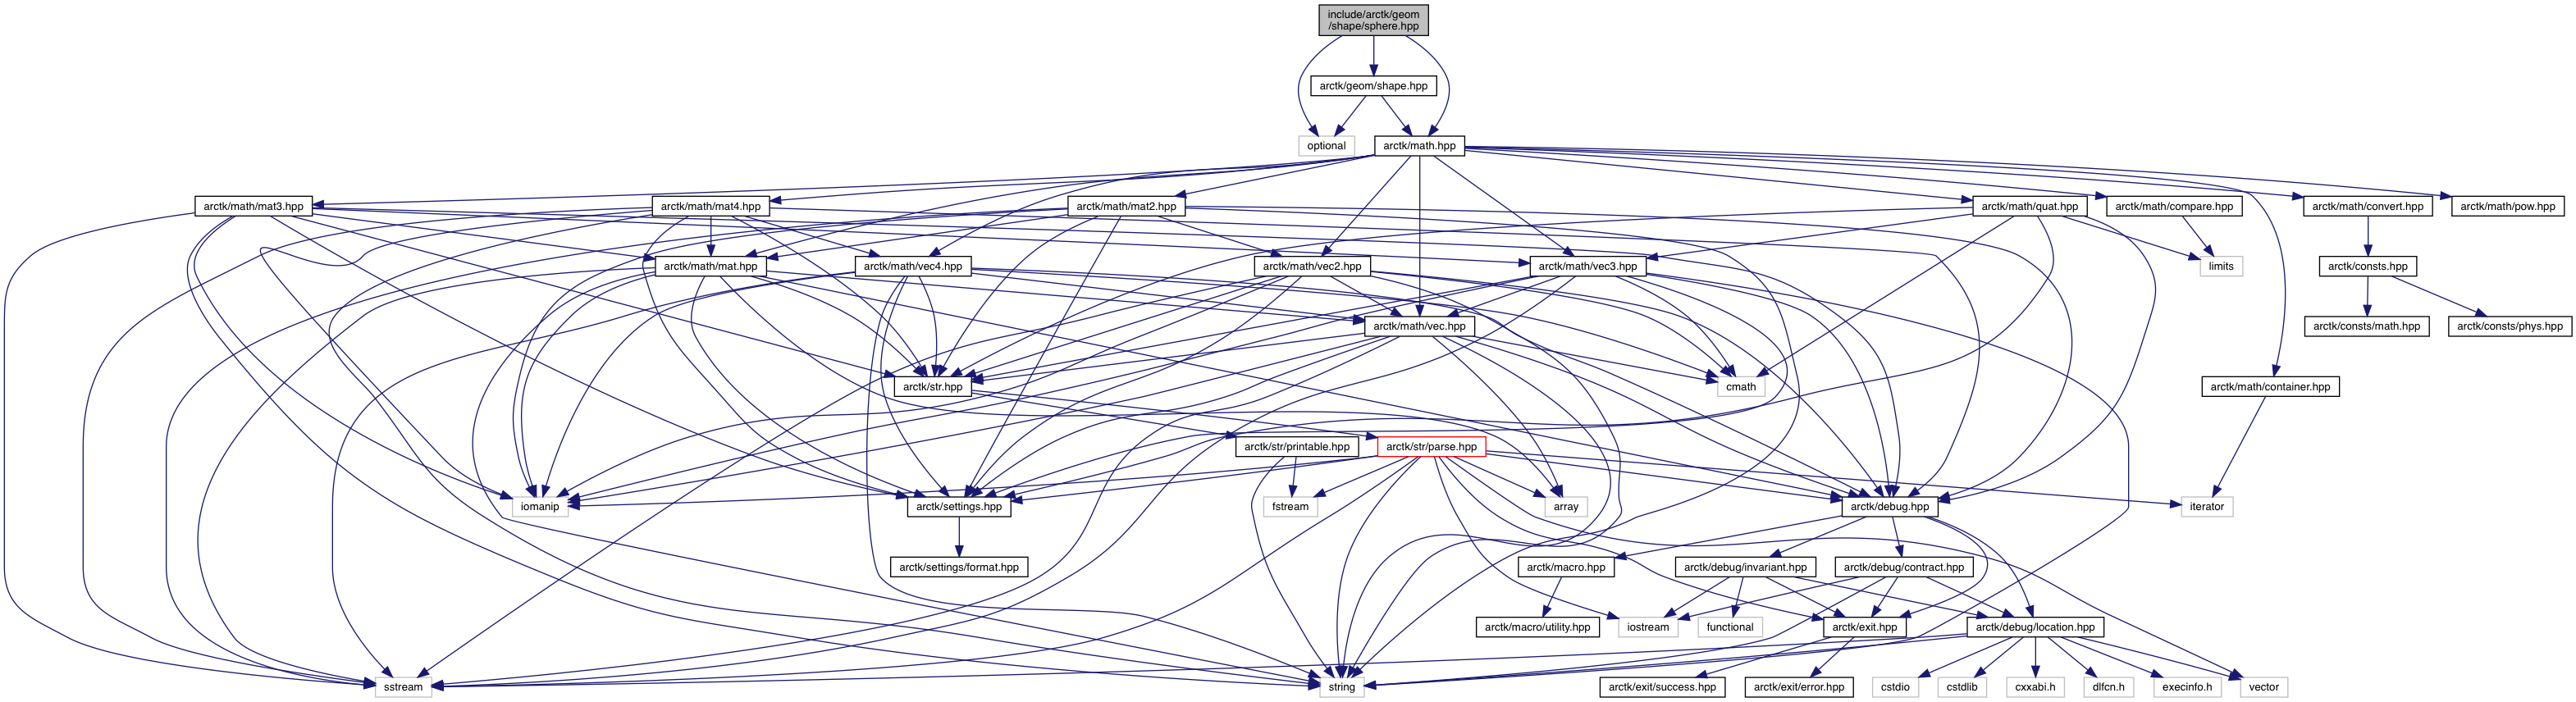 include/arctk/geom
/shape/sphere.hpp
arctk/geom/shape.hpp
optional
arctk/math.hpp
arctk/math/mat3.hpp
arctk/math/mat4.hpp
arctk/math/mat2.hpp
arctk/math/quat.hpp
arctk/math/compare.hpp
arctk/math/convert.hpp
arctk/math/pow.hpp
arctk/math/mat.hpp
arctk/math/vec4.hpp
arctk/math/vec2.hpp
arctk/math/vec3.hpp
limits
arctk/consts.hpp
arctk/math/vec.hpp
arctk/consts/math.hpp
arctk/consts/phys.hpp
arctk/str.hpp
cmath
arctk/math/container.hpp
arctk/str/printable.hpp
arctk/str/parse.hpp
iomanip
arctk/settings.hpp
fstream
array
arctk/debug.hpp
iterator
arctk/settings/format.hpp
arctk/macro.hpp
arctk/debug/invariant.hpp
arctk/debug/contract.hpp
arctk/macro/utility.hpp
iostream
functional
arctk/exit.hpp
arctk/debug/location.hpp
sstream
string
arctk/exit/success.hpp
arctk/exit/error.hpp
cstdio
cstdlib
cxxabi.h
dlfcn.h
execinfo.h
vector